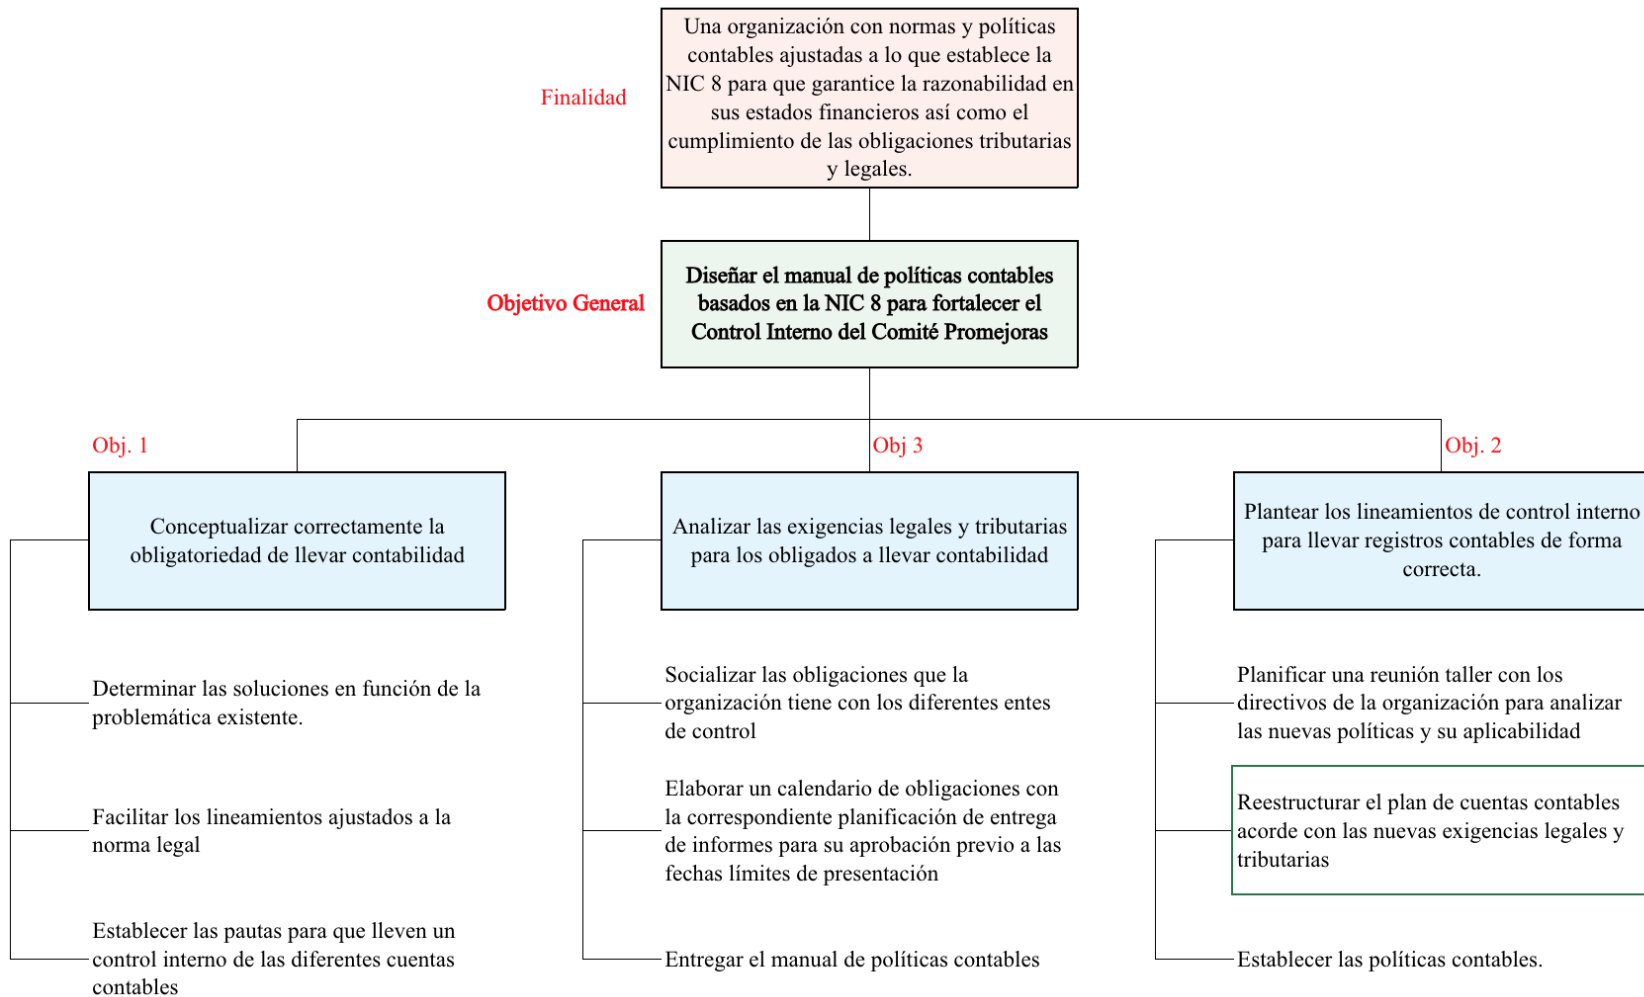 Una organización con normas y políticas
contables ajustadas a lo que establece la
NIC 8 para que garantice la razonabilidad en
sus estados financieros así como el
cumplimiento de las obligaciones tributarias
y legales.
Finalidad
Diseñar el manual de políticas contables
basados en la NIC 8 para fortalecer el
Control Interno del Comité Promejoras
Objetivo General
Obj. 1
Conceptualizar correctamente la
obligatoriedad de llevar contabilidad
Determinar las soluciones en función de la
problemática existente.
Facilitar los lineamientos ajustados a la
norma legal
Establecer las pautas para que lleven un
control interno de las diferentes cuentas
contables
Obj 3
Analizar las exigencias legales y tributarias
para los obligados a llevar contabilidad
Socializar las obligaciones que la
organización tiene con los diferentes entes
de control
Elaborar un calendario de obligaciones con
la correspondiente planificación de entrega
de informes para su aprobación previo a las
fechas límites de presentación
Entregar el manual de políticas contables
Obj. 2
Plantear los lineamientos de control interno
para llevar registros contables de forma
correcta.
Planificar una reunión taller con los
directivos de la organización para analizar
las nuevas políticas y su aplicabilidad
Reestructurar el plan de cuentas contables
acorde con las nuevas exigencias legales y
tributarias
Establecer las políticas contables.